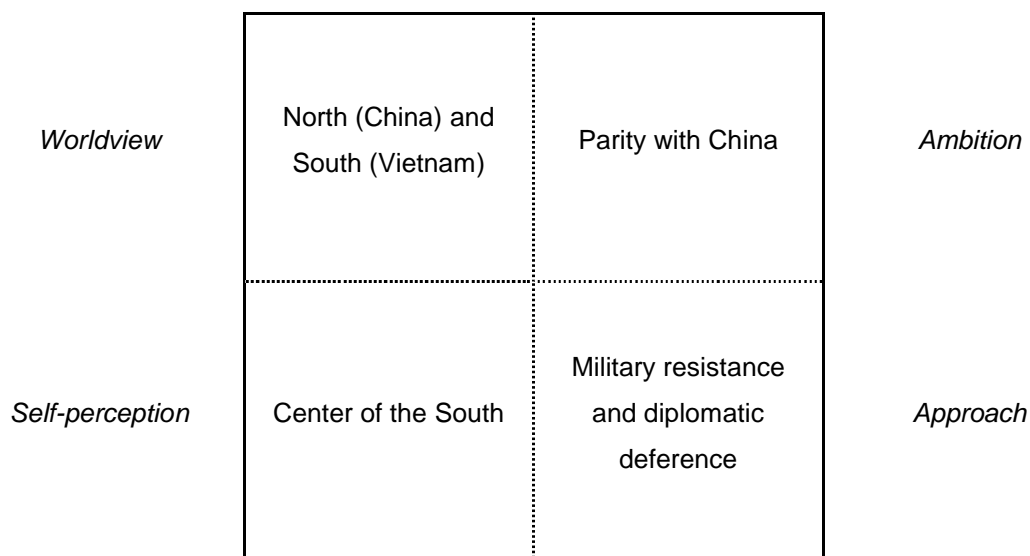 Worldview
North (China) and
South (Vietnam)
Parity with China
Ambition
Self-perception
Center of the South
Military resistance
and diplomatic
deference
Approach